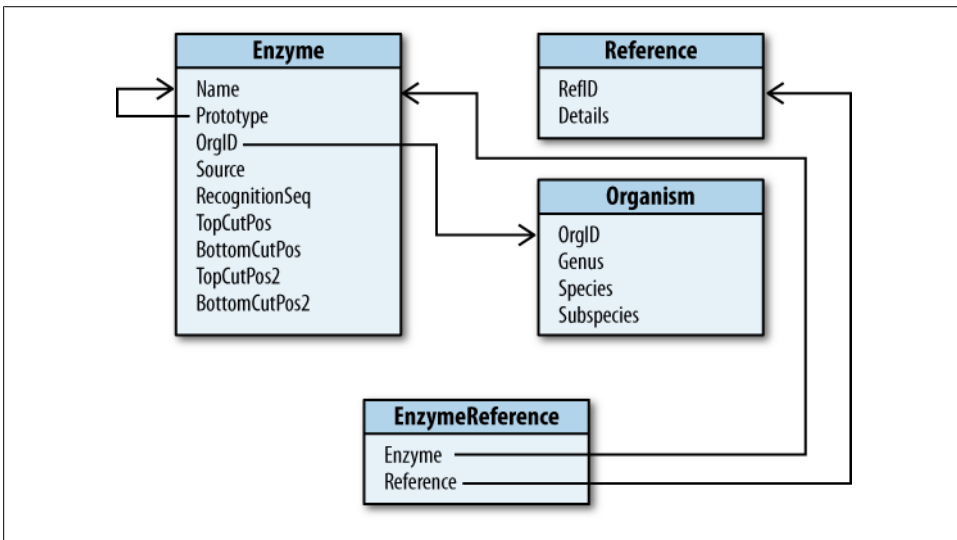 Enzyme
Name
Prototype
OrgID
Source
RecognitionSeq
TopCutPos
BottomCutPos
TopCutPos2
BottomCutPos2
Reference
RefID
Details
Organism
OrgID
Genus
Species
Subspecies
EnzymeReference
Enzyme
Reference